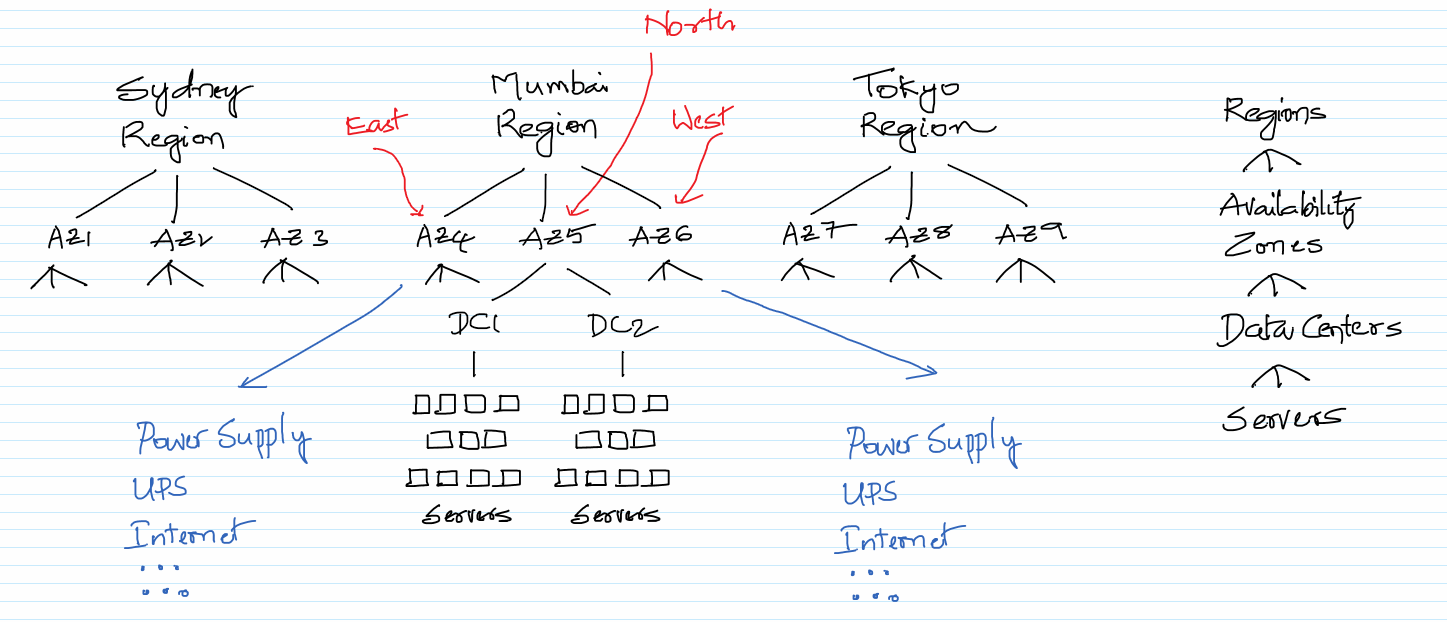 North
Sydney
Region
East
Mumbai
Region
West
Tokyo
Region
Regions
Availability
Zones
AZ1 AZ2 AZ3 AZ4 AZ5 AZ6 AZ7 AZ8 AZ9
DC1 DC2
Data Centers
Servers
Power Supply
UPS
Internet
...
...
Servers Servers
Power Supply
UPS
Internet
...
...